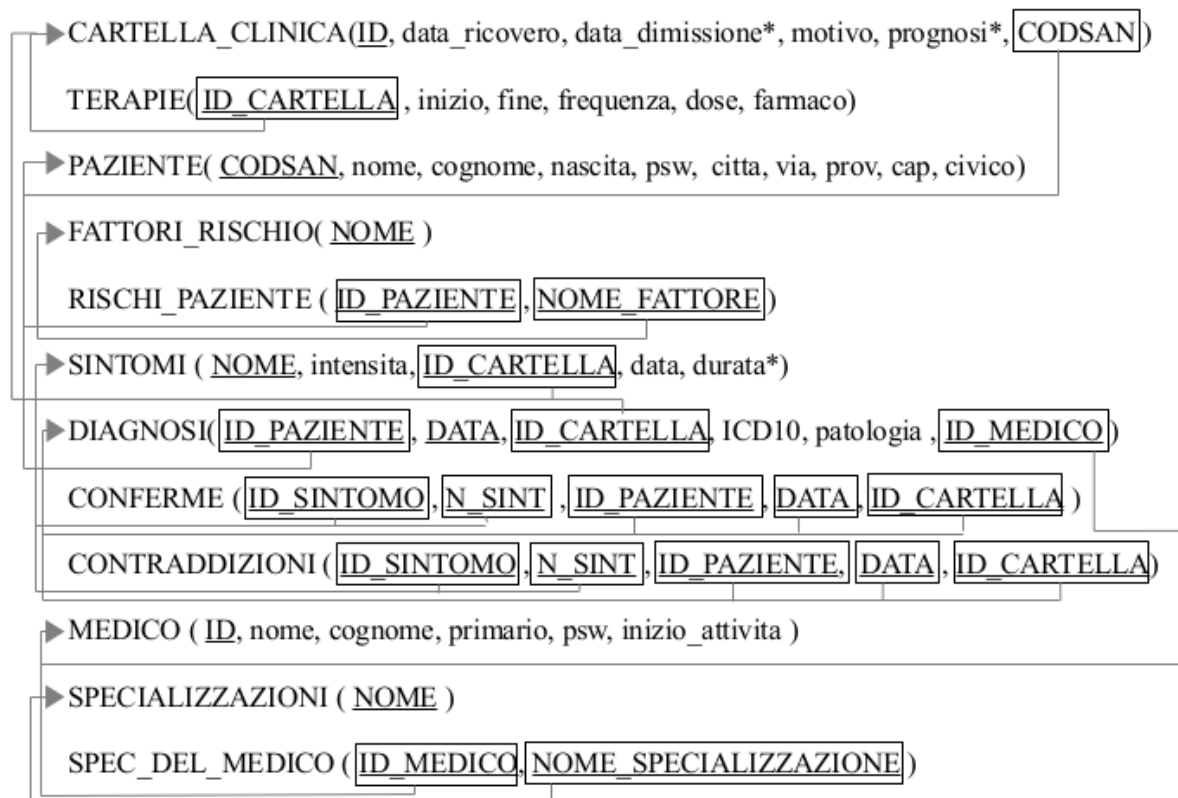 CARTELLA_CLINICA(ID, data_ricovero, data_dimissione*, motivo, prognosi*, CODSAN)
TERAPIE( ID_CARTELLA , inizio, fine, frequenza, dose, farmaco)
PAZIENTE( CODSAN, nome, cognome, nascita, psw, citta, via, prov, cap, civico)
FATTORI_RISCHIO( NOME )
RISCHI_PAZIENTE ( ID_PAZIENTE , NOME_FATTORE )
SINTOMI ( NOME, intensita, ID_CARTELLA, data, durata*)
DIAGNOSI( ID_PAZIENTE , DATA, ID_CARTELLA, ICD10, patologia , ID_MEDICO )
CONFERME ( ID_SINTOMO , N_SINT , ID_PAZIENTE , DATA , ID_CARTELLA )
CONTRADDIZIONI ( ID_SINTOMO , N_SINT , ID_PAZIENTE, DATA , ID_CARTELLA)
MEDICO ( ID, nome, cognome, primario, psw, inizio_attivita )
SPECIALIZZAZIONI ( NOME )
SPEC_DEL_MEDICO ( ID_MEDICO, NOME_SPECIALIZZAZIONE )